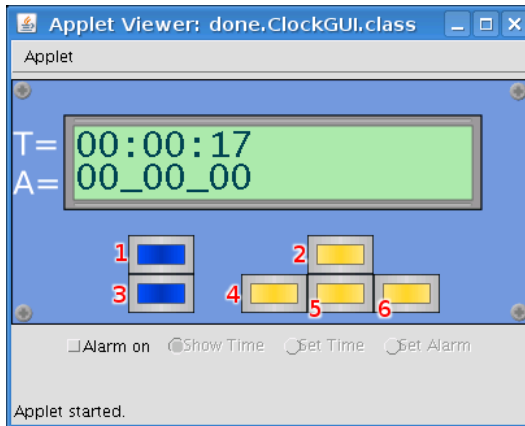 Applet Viewer: done.ClockGUI.class
Applet
T= 00:00:17
A= 00_00_00
1 2
3 4 5 6
Alarm on Show Time Set Time Set Alarm
Applet started.